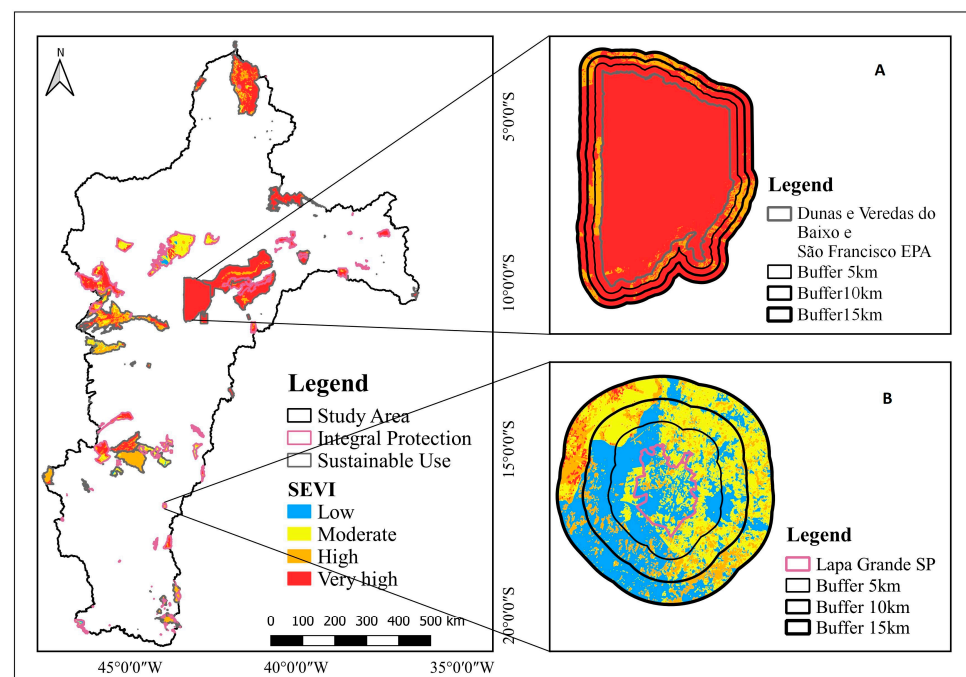 N
Legend
Study Area
Integral Protection
Sustainable Use
SEVI
Low
Moderate
High
Very high
0 100 200 300 400 500 km
45°0'0"W
40°0'0"W
35°0'0"W
5°0'0"S
10°0'0"S
15°0'0"S
20°0'0"S
A
Legend
Dunas e Veredas do
Baixo e
São Francisco EPA
Buffer 5km
Buffer10km
Buffer15km
B
Legend
Lapa Grande SP
Buffer 5km
Buffer 10km
Buffer 15km